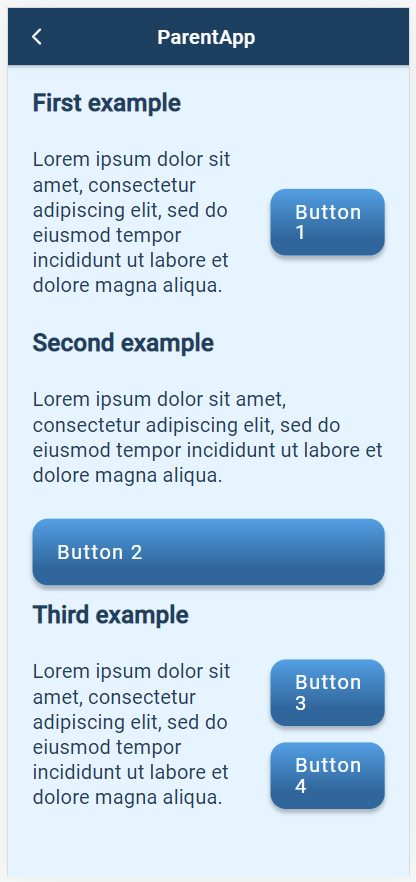 ParentApp
First example
Lorem ipsum dolor sit
amet, consectetur
adipiscing elit, sed do
eiusmod tempor
incididunt ut labore et
dolore magna aliqua.
Button
1
Second example
Lorem ipsum dolor sit amet,
consectetur adipiscing elit, sed do
eiusmod tempor incididunt ut labore et
dolore magna aliqua.
Button 2
Third example
Lorem ipsum dolor sit
amet, consectetur
adipiscing elit, sed do
eiusmod tempor
incididunt ut labore et
dolore magna aliqua.
Button
3
Button
4